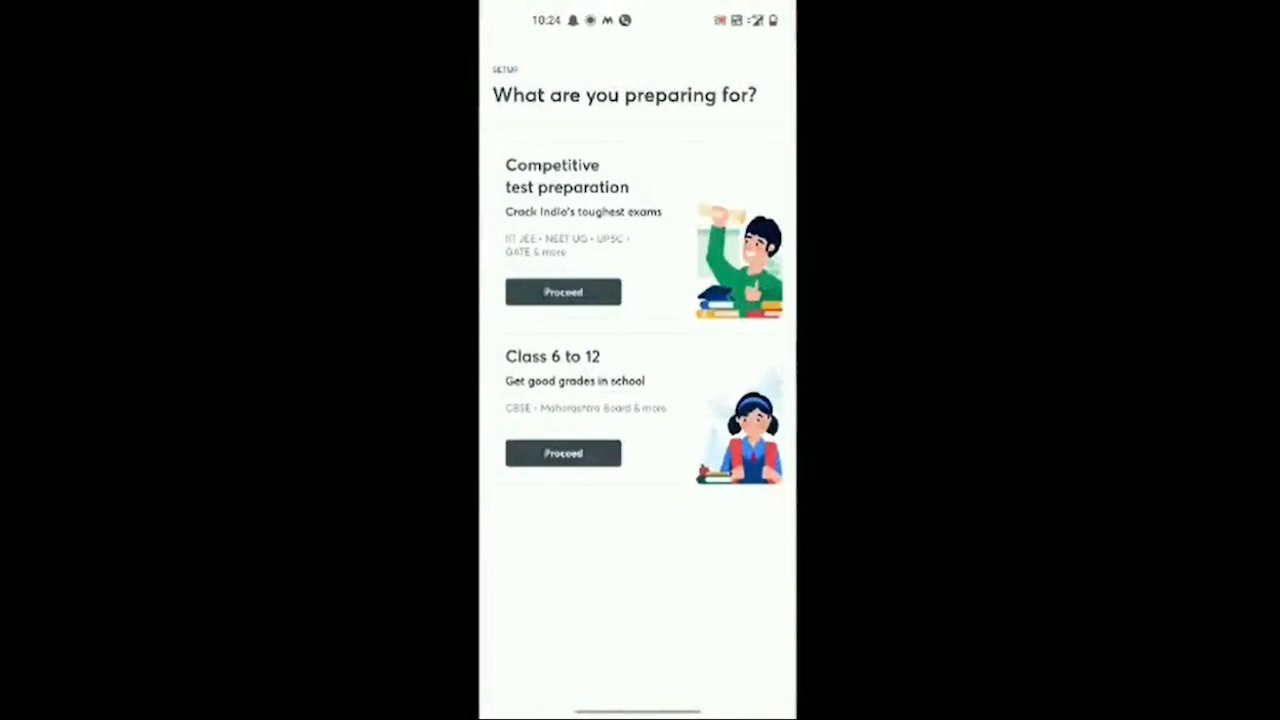 10:24
SETUP
What are you preparing for?
Competitive
test preparation
Crack India's toughest exams
IIT JEE • NEET UG • UPSC •
GATE & more
Proceed
Class 6 to 12
Get good grades in school
CBSE • Maharashtra Board & more
Proceed